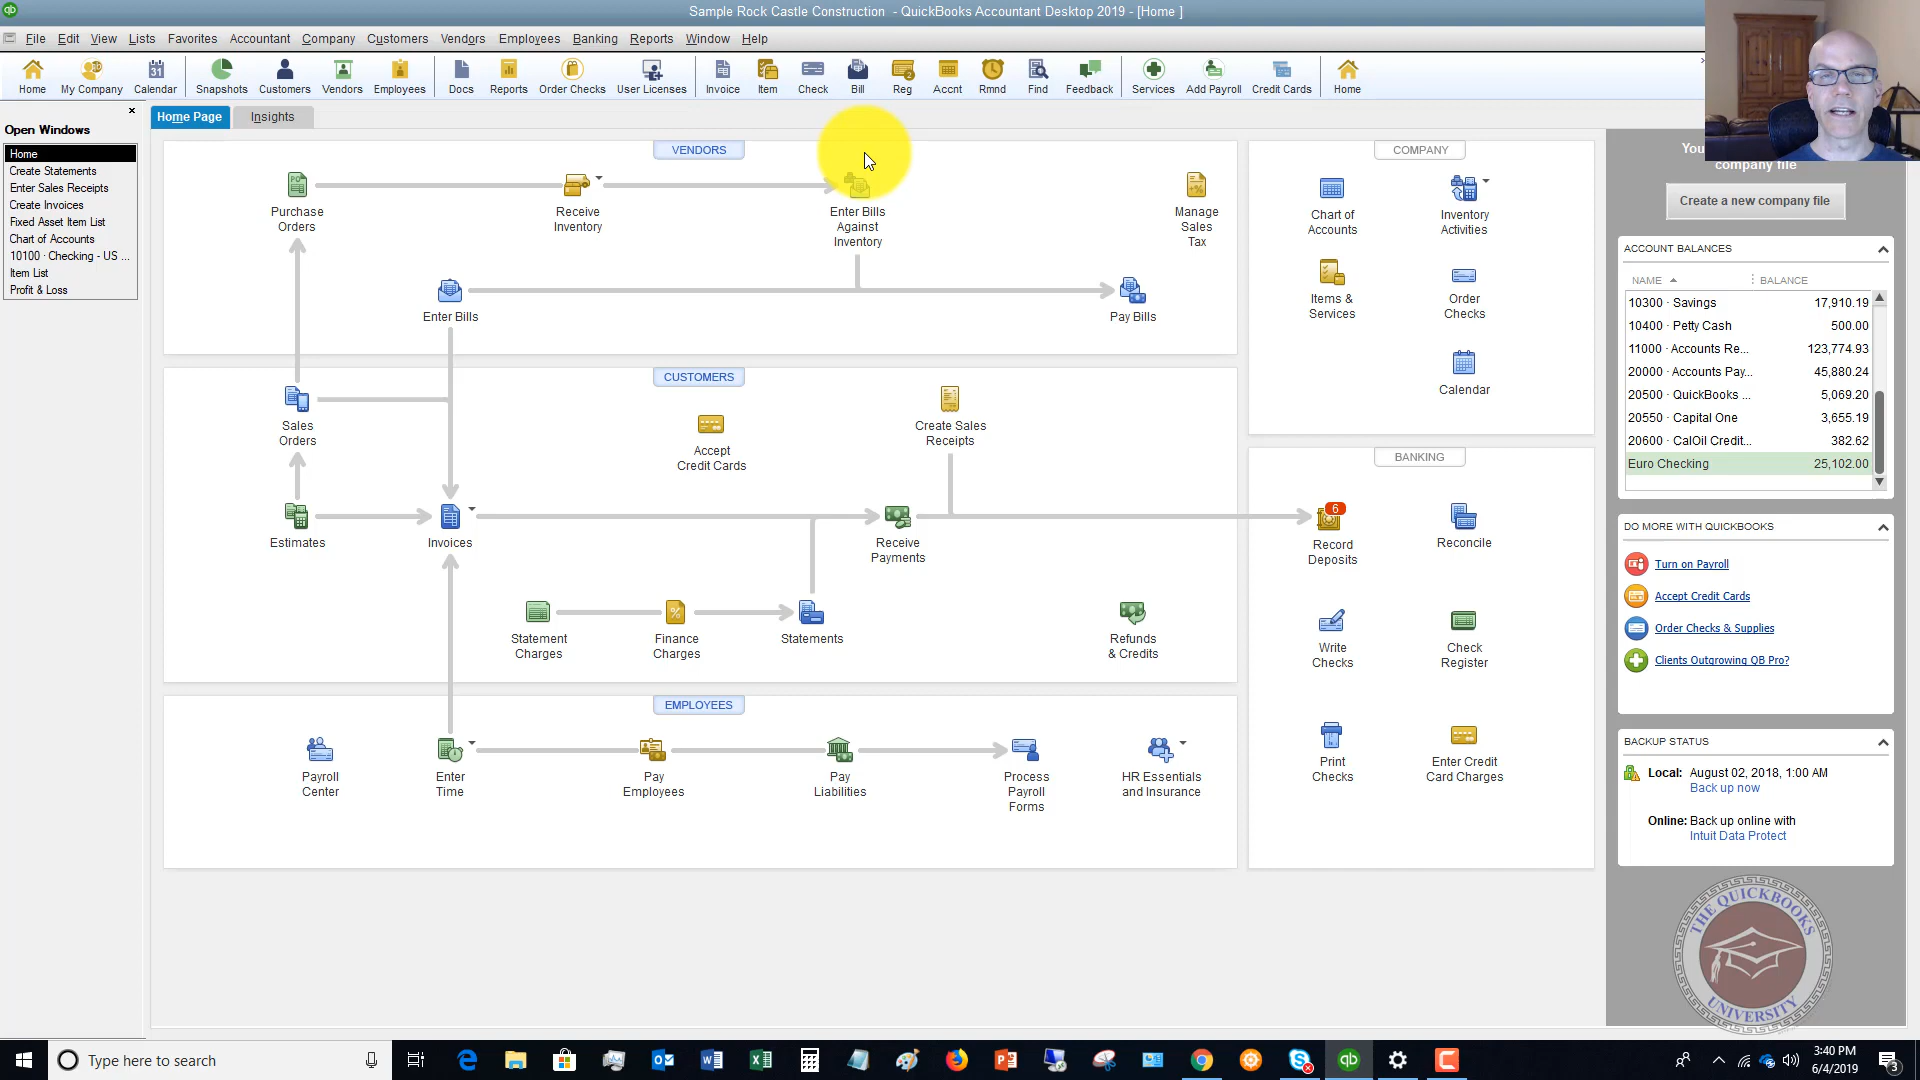 Sample Rock Castle Construction - QuickBooks Accountant Desktop 2019 - [Home ]
File Edit View Lists Favorites Accountant Company Customers Vendors Employees Banking Reports Window Help
Home My Company Calendar Snapshots Customers Vendors Employees Docs Reports Order Checks User Licenses Invoice Item Check Bill Reg Accnt Rmnd Find Feedback Services Add Payroll Credit Cards Home
Open Windows
Home
Create Statements
Enter Sales Receipts
Create Invoices
Fixed Asset Item List
Chart of Accounts
10100 · Checking - US ...
Item List
Profit & Loss
Home Page Insights
VENDORS
Purchase
Orders
Receive
Inventory
Enter Bills
Against
Inventory
Manage
Sales
Tax
Enter Bills
Pay Bills
CUSTOMERS
Sales
Orders
Accept
Credit Cards
Create Sales
Receipts
Estimates
Invoices
Receive
Payments
Statement
Charges
Finance
Charges
Statements
Refunds
& Credits
EMPLOYEES
Payroll
Center
Enter
Time
Pay
Employees
Pay
Liabilities
Process
Payroll
Forms
HR Essentials
and Insurance
COMPANY
Chart of
Accounts
Inventory
Activities
Items &
Services
Order
Checks
Calendar
BANKING
6
Record
Deposits
Reconcile
Write
Checks
Check
Register
Print
Checks
Enter Credit
Card Charges
company file
Create a new company file
ACCOUNT BALANCES
NAME BALANCE
10300 · Savings 17,910.19
10400 · Petty Cash 500.00
11000 · Accounts Re... 123,774.93
20000 · Accounts Pay... 45,880.24
20500 · QuickBooks ... 5,069.20
20550 · Capital One 3,655.19
20600 · CalOil Credit... 382.62
Euro Checking 25,102.00
DO MORE WITH QUICKBOOKS
Turn on Payroll
Accept Credit Cards
Order Checks & Supplies
Clients Outgrowing QB Pro?
BACKUP STATUS
Local: August 02, 2018, 1:00 AM
Back up now
Online: Back up online with
Intuit Data Protect
THE QUICKBOOKS
UNIVERSITY
Type here to search
3:40 PM
6/4/2019
3